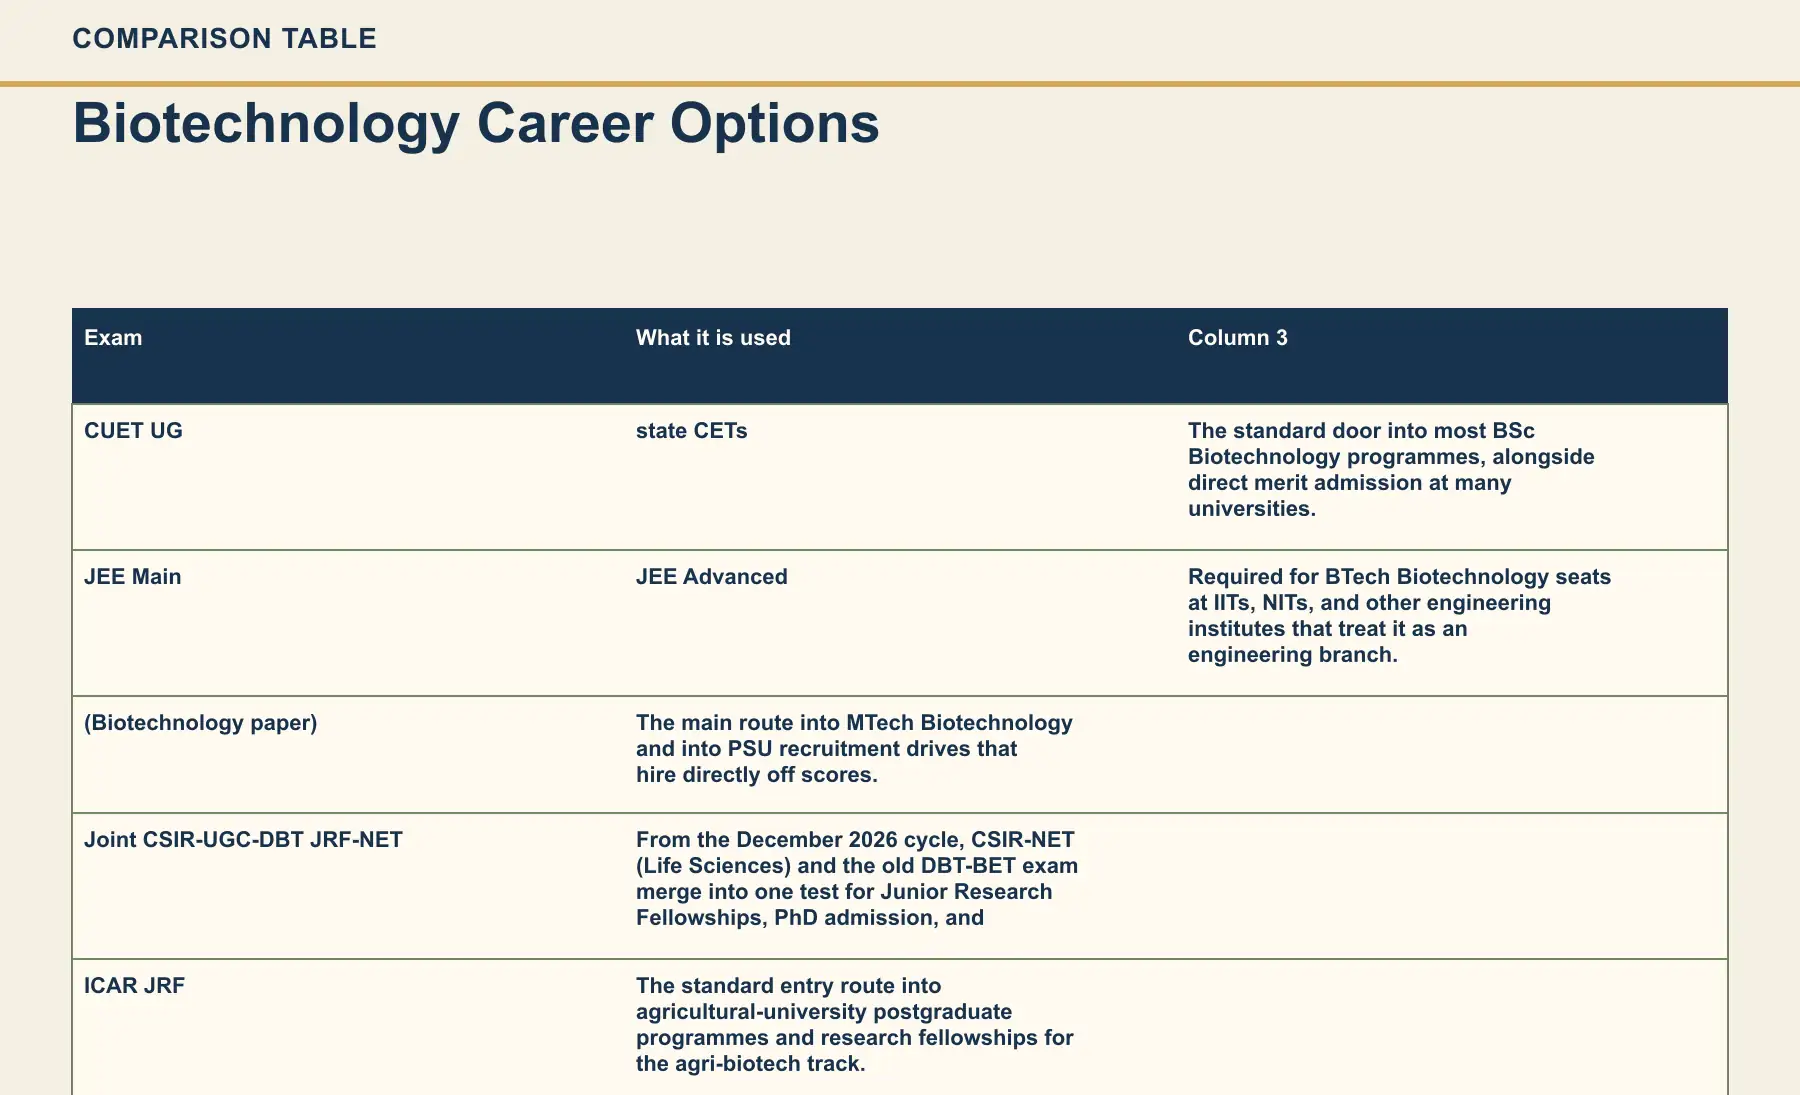 COMPARISON TABLE
Biotechnology Career Options
Exam
What it is used
Column 3
CUET UG
state CETs
The standard door into most BSc
Biotechnology programmes, alongside
direct merit admission at many
universities.
JEE Main
JEE Advanced
Required for BTech Biotechnology seats
at IITs, NITs, and other engineering
institutes that treat it as an
engineering branch.
(Biotechnology paper)
The main route into MTech Biotechnology
and into PSU recruitment drives that
hire directly off scores.
Joint CSIR-UGC-DBT JRF-NET
From the December 2026 cycle, CSIR-NET
(Life Sciences) and the old DBT-BET exam
merge into one test for Junior Research
Fellowships, PhD admission, and
ICAR JRF
The standard entry route into
agricultural-university postgraduate
programmes and research fellowships for
the agri-biotech track.